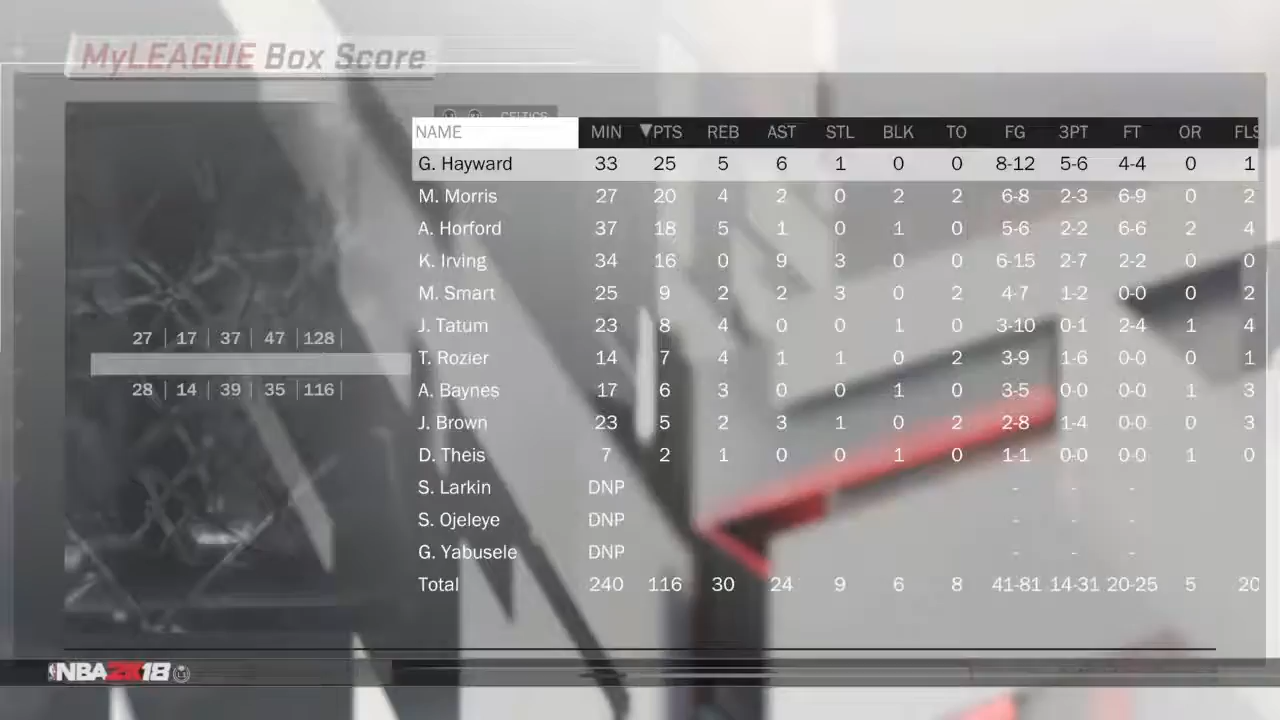 MyLEAGUE Box Score
CELTICS
NAME MIN ▼PTS REB AST STL BLK TO FG 3PT FT OR FLS
G. Hayward 33 25 5 6 1 0 0 8-12 5-6 4-4 0 1
M. Morris 27 20 4 2 0 2 2 6-8 2-3 6-9 0 2
A. Horford 37 18 5 1 0 1 0 5-6 2-2 6-6 2 4
K. Irving 34 16 0 9 3 0 0 6-15 2-7 2-2 0 0
M. Smart 25 9 2 2 3 0 2 4-7 1-2 0-0 0 2
J. Tatum 23 8 4 0 0 1 0 3-10 0-1 2-4 1 4
T. Rozier 14 7 4 1 1 0 2 3-9 1-6 0-0 0 1
A. Baynes 17 6 3 0 0 1 0 3-5 0-0 0-0 1 3
J. Brown 23 5 2 3 1 0 2 2-8 1-4 0-0 0 3
D. Theis 7 2 1 0 0 1 0 1-1 0-0 0-0 1 0
S. Larkin DNP - - -
S. Ojeleye DNP - - -
G. Yabusele DNP - - -
Total 240 116 30 24 9 6 8 41-81 14-31 20-25 5 20
27 | 17 | 37 | 47 | 128 |
28 | 14 | 39 | 35 | 116 |
NBA 2K18